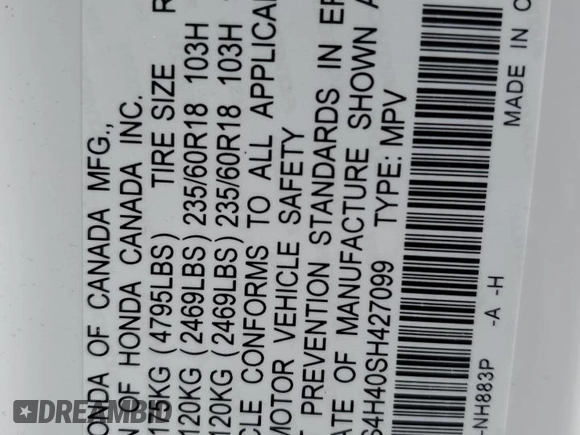 ONDA OF CANADA MFG.,
N OF HONDA CANADA INC.
KG (4795LBS) TIRE SIZE R
120KG (2469LBS) 235/60R18 103H
120KG (2469LBS) 235/60R18 103H
CLE CONFORMS TO ALL APPLICA
MOTOR VEHICLE SAFETY
T PREVENTION STANDARDS IN EF
ATE OF MANUFACTURE SHOWN A
S4H40SH427099 TYPE: MPV
-NH883P -A -H
MADE IN C
DREAMBID